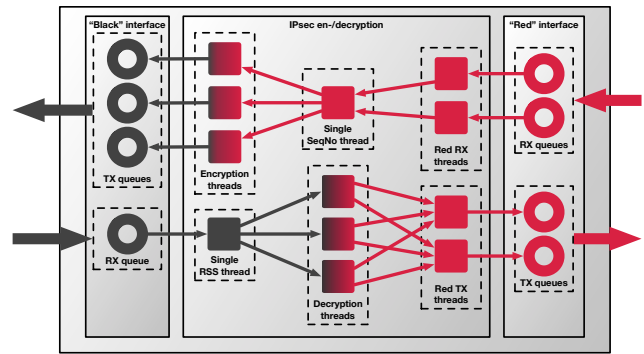 “Black” interface
IPsec en-/decryption
“Red” interface
TX queues
Encryption
threads
Single
SeqNo thread
Red RX
threads
RX queues
RX queue
Single
RSS thread
Decryption
threads
Red TX
threads
TX queues